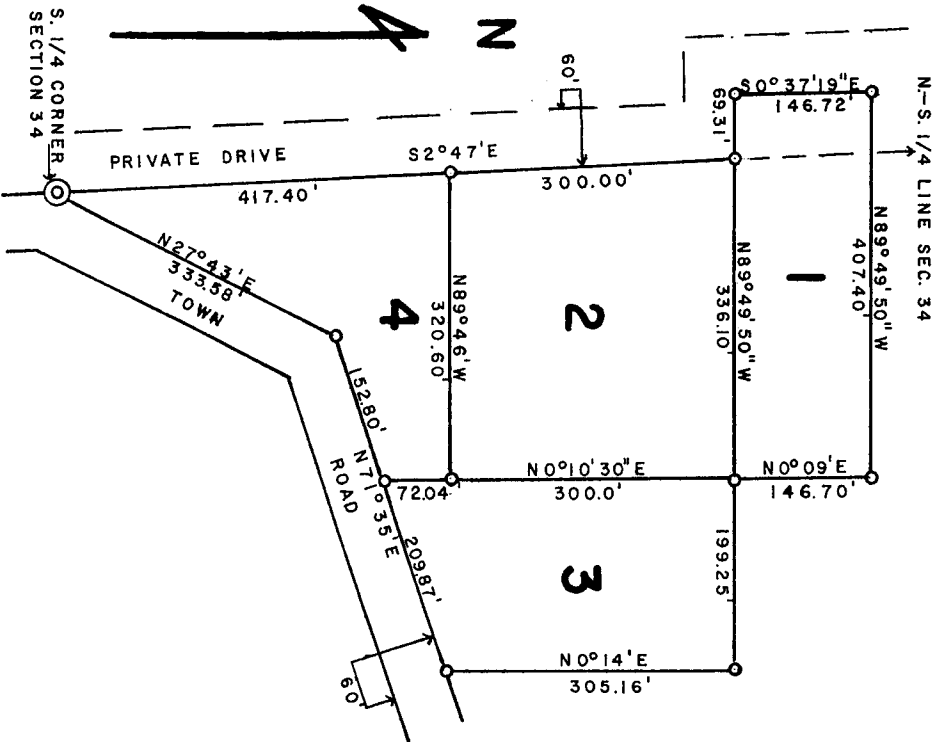 N
S. 1/4 CORNER
SECTION 34
N.-S. 1/4 LINE SEC. 34
60'
S0°37'19"E
146.72'
69.31'
PRIVATE DRIVE
S2°47'E
417.40'
300.00'
N89°49'50"W
407.40'
1
N89°49'50"W
336.10'
2
N89°46'W
320.60'
4
N27°43'E
333.58'
TOWN
ROAD
152.80'
N71°35'E
209.87'
72.04'
N0°10'30"E
300.0'
N0°09'E
146.70'
199.25'
3
N0°14'E
305.16'
60'